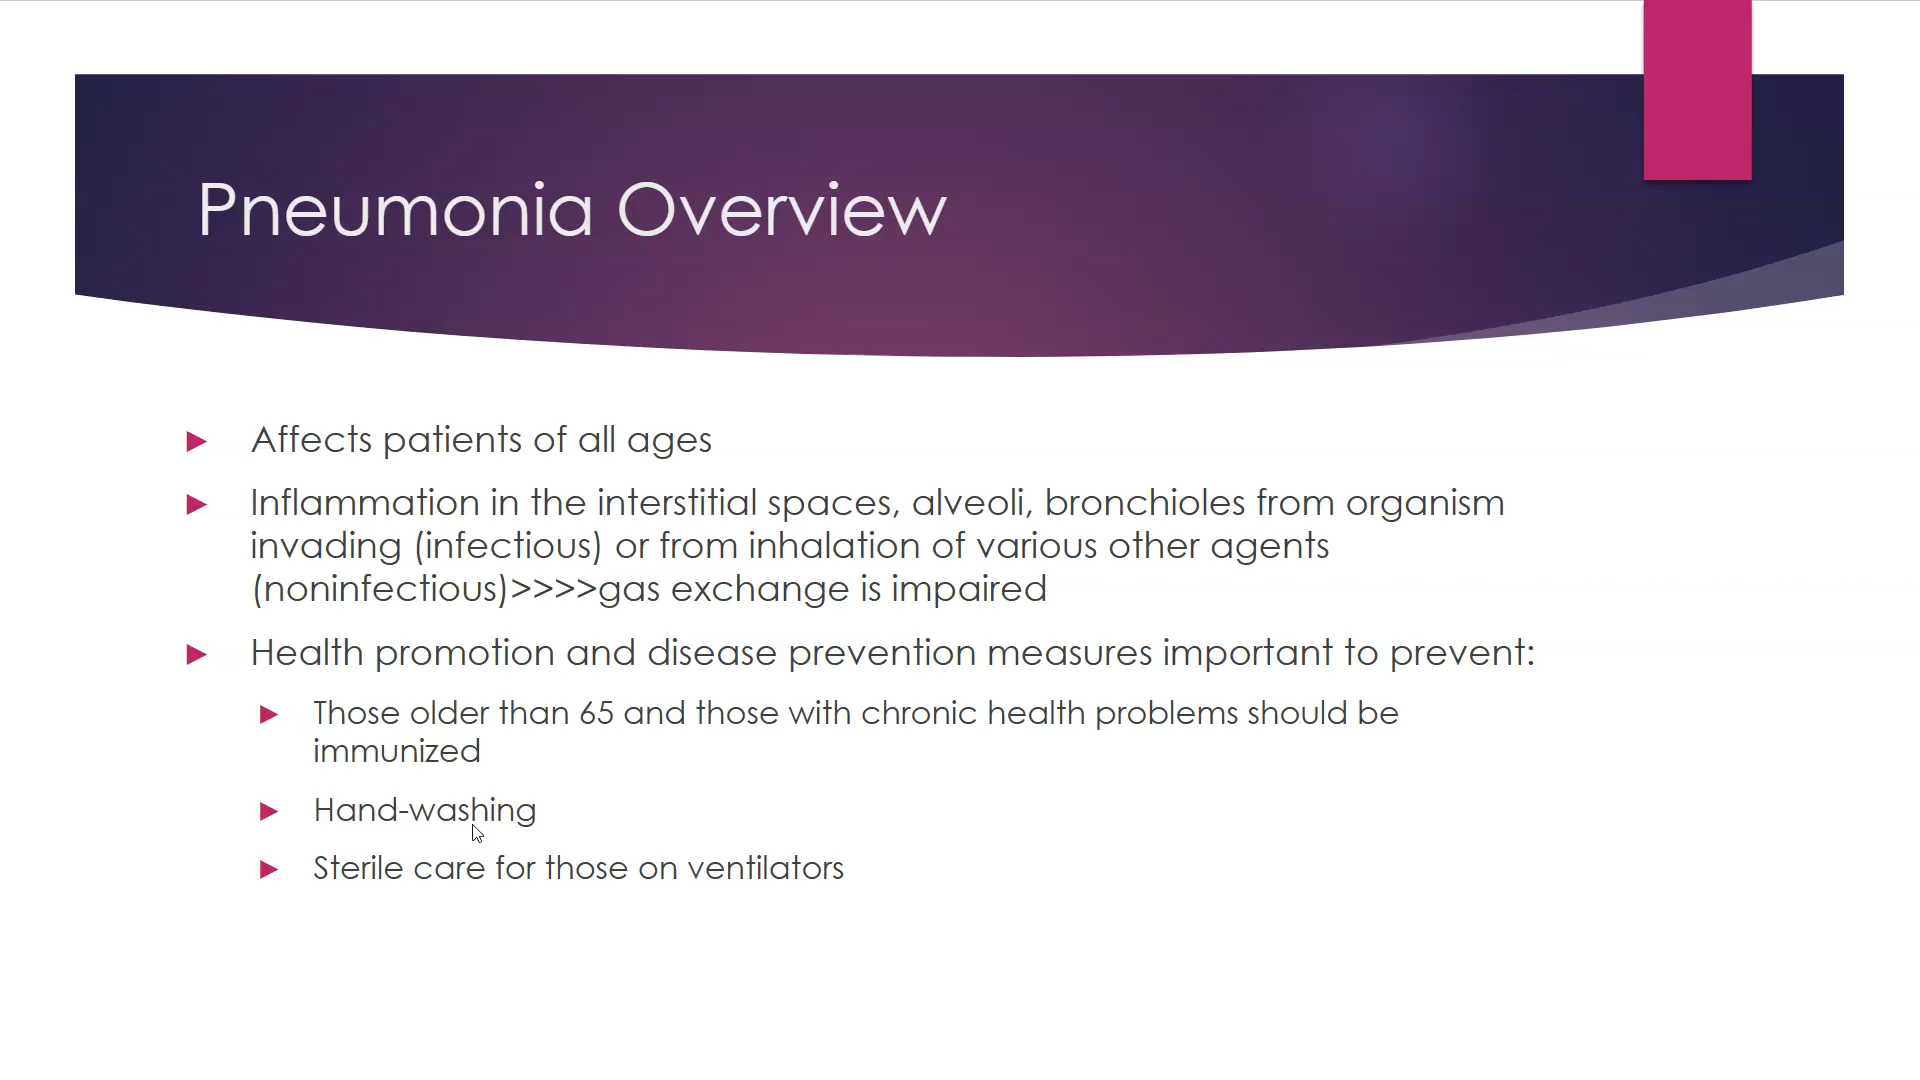 Pneumonia Overview
Affects patients of all ages
Inflammation in the interstitial spaces, alveoli, bronchioles from organism
invading (infectious) or from inhalation of various other agents
(noninfectious)>>>>gas exchange is impaired
Health promotion and disease prevention measures important to prevent:
Those older than 65 and those with chronic health problems should be
immunized
Hand-washing
Sterile care for those on ventilators